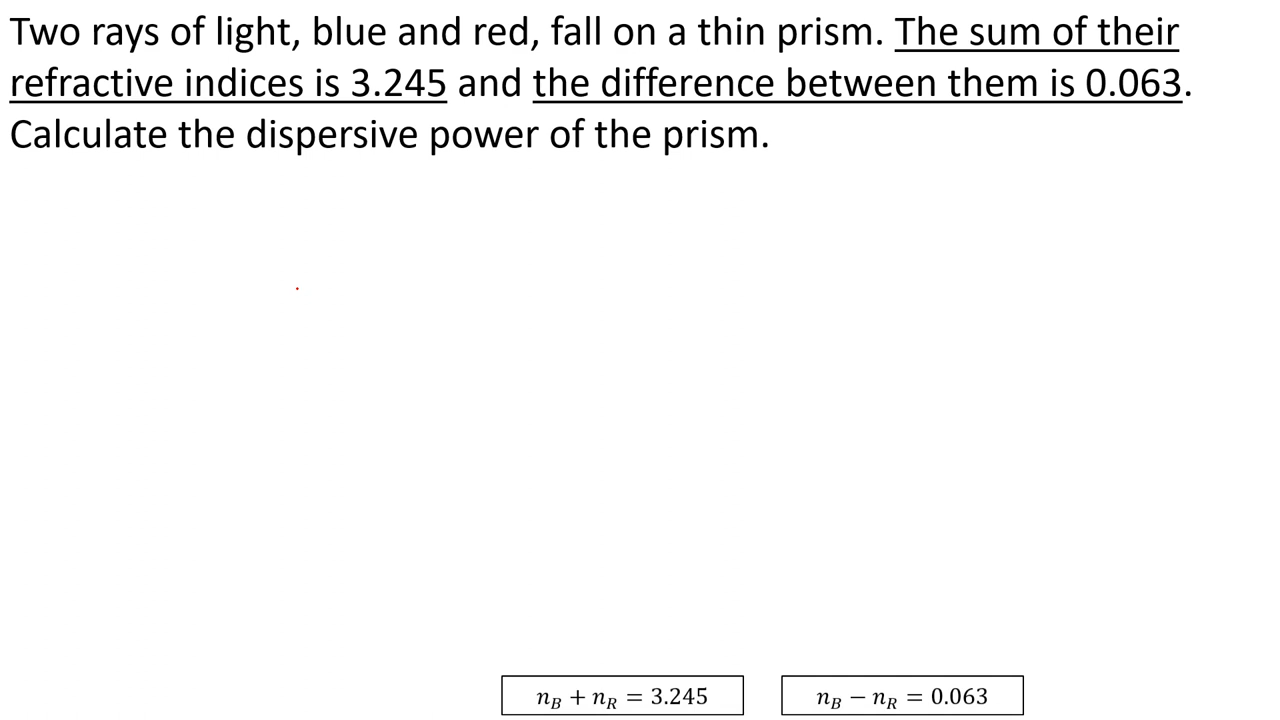 Two rays of light, blue and red, fall on a thin prism. The sum of their
refractive indices is 3.245 and the difference between them is 0.063.
Calculate the dispersive power of the prism.
n_B + n_R = 3.245
n_B − n_R = 0.063